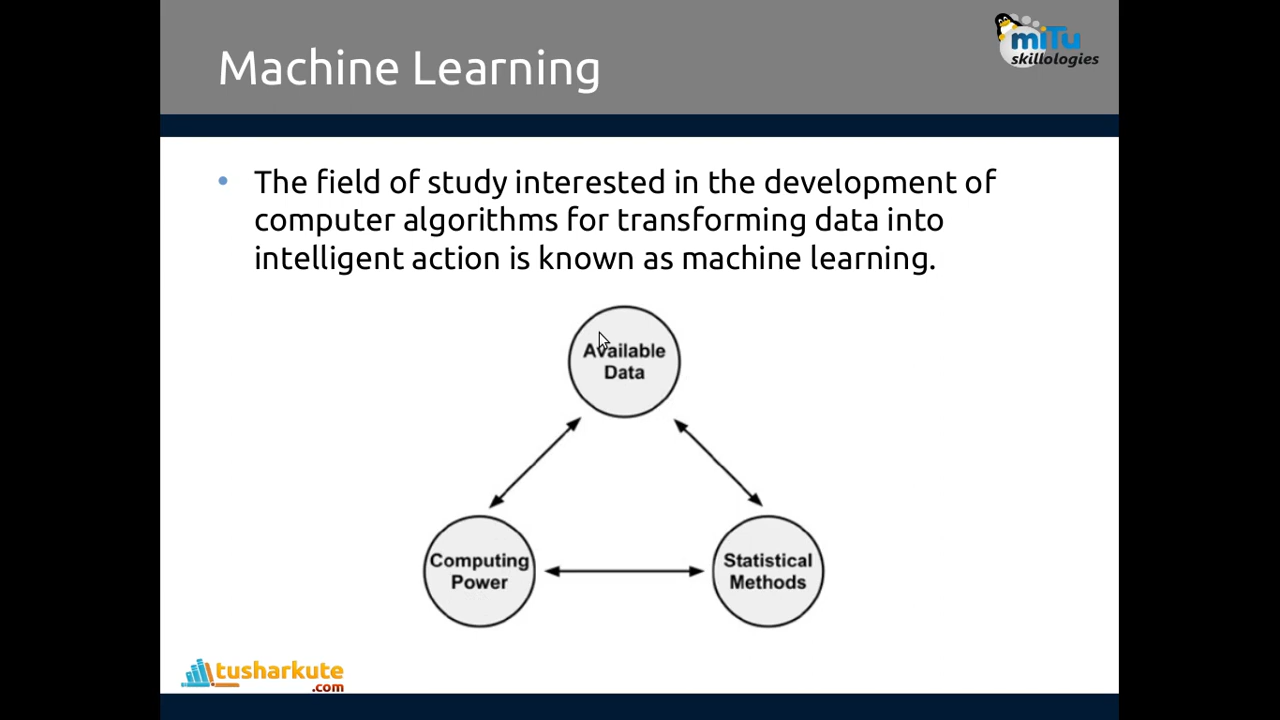 Machine Learning
miTu
skillologies
• The field of study interested in the development of
computer algorithms for transforming data into
intelligent action is known as machine learning.
Available
Data
Computing
Power
Statistical
Methods
tusharkute
.com